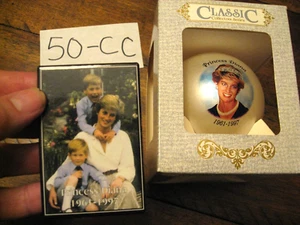 50-CC
CLASSIC
Princess Diana
1961-1997
princess diana
1961-1997